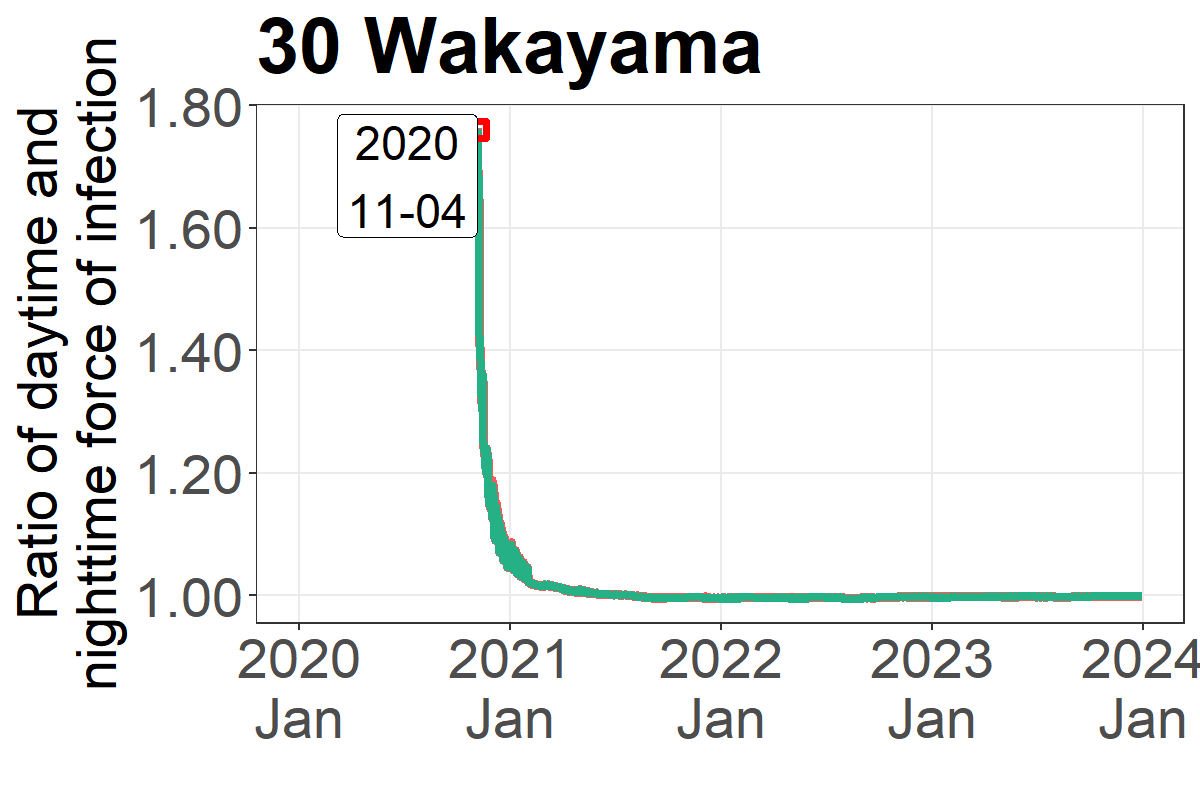 30 Wakayama
Ratio of daytime and
nighttime force of infection
1.80
1.60
1.40
1.20
1.00
2020
11-04
2020
Jan
2021
Jan
2022
Jan
2023
Jan
2024
Jan